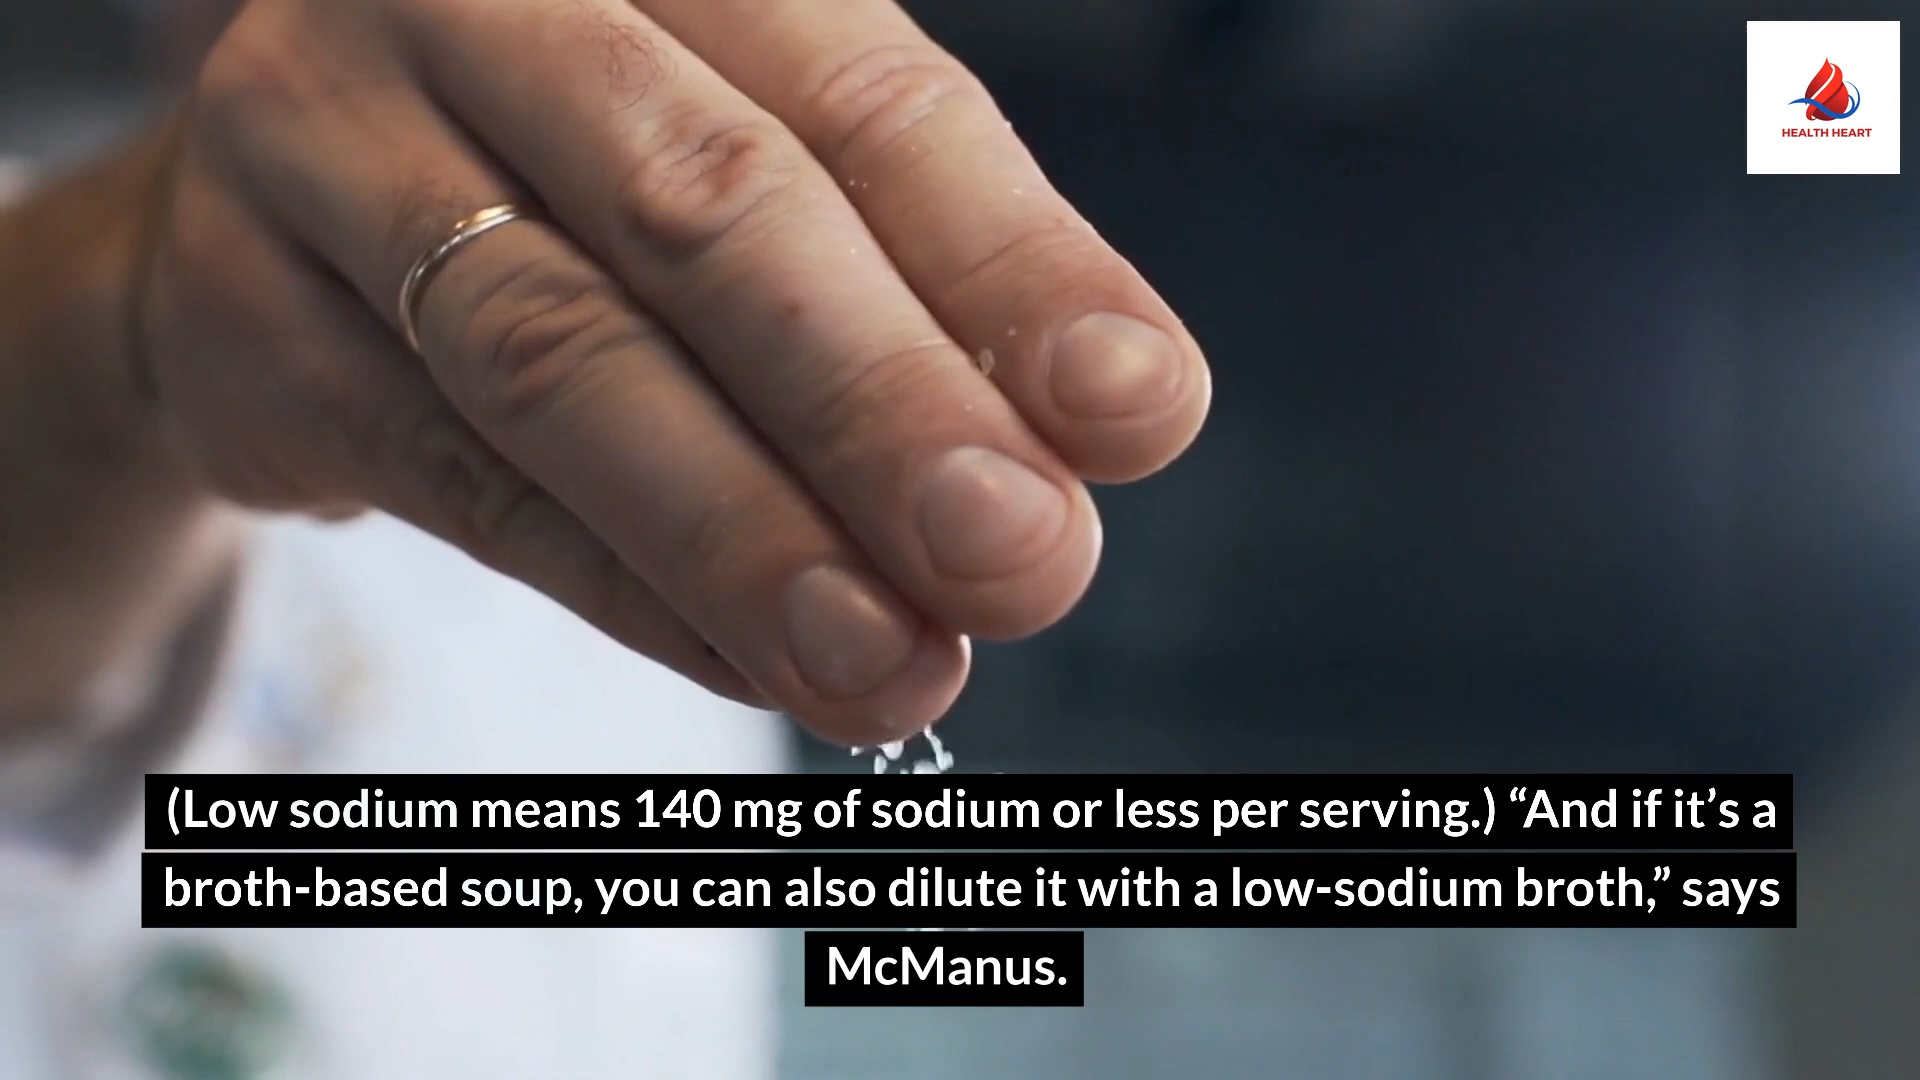 HEALTH HEART
(Low sodium means 140 mg of sodium or less per serving.) “And if it’s a
broth-based soup, you can also dilute it with a low-sodium broth,” says
McManus.